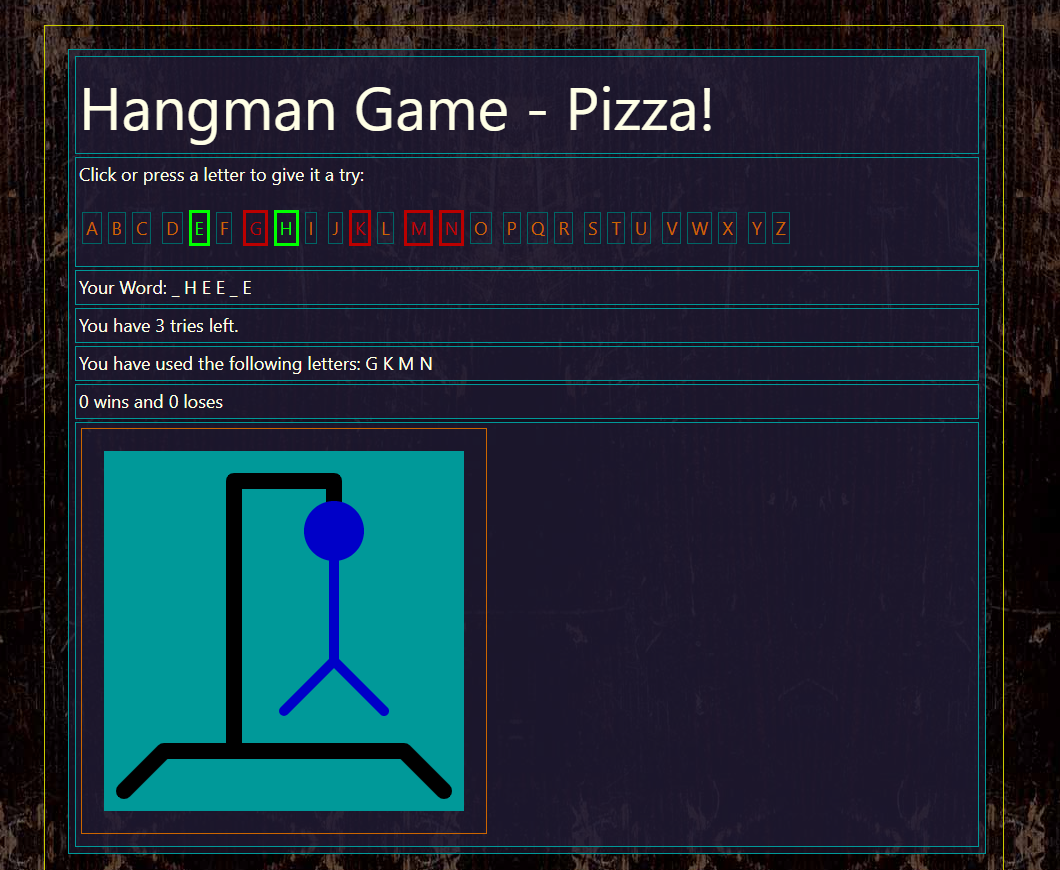 Hangman Game - Pizza!
Click or press a letter to give it a try:
A B C D E F G H I J K L M N O P Q R S T U V W X Y Z
Your Word: _ H E E _ E
You have 3 tries left.
You have used the following letters: G K M N
0 wins and 0 loses